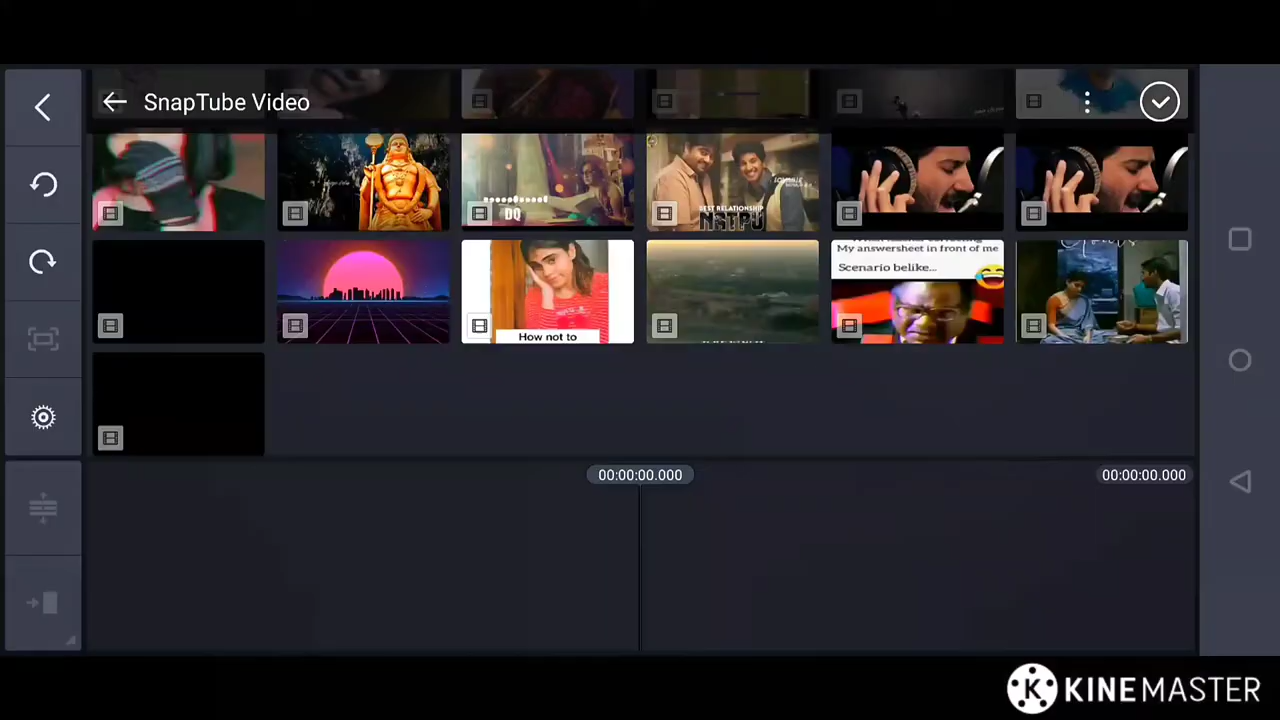 SnapTube Video
DQ
BEST RELATIONSHIP
NSTPU
My answersheet in front of me
Scenario belike...
How not to
00:00:00.000
00:00:00.000
KINEMASTER